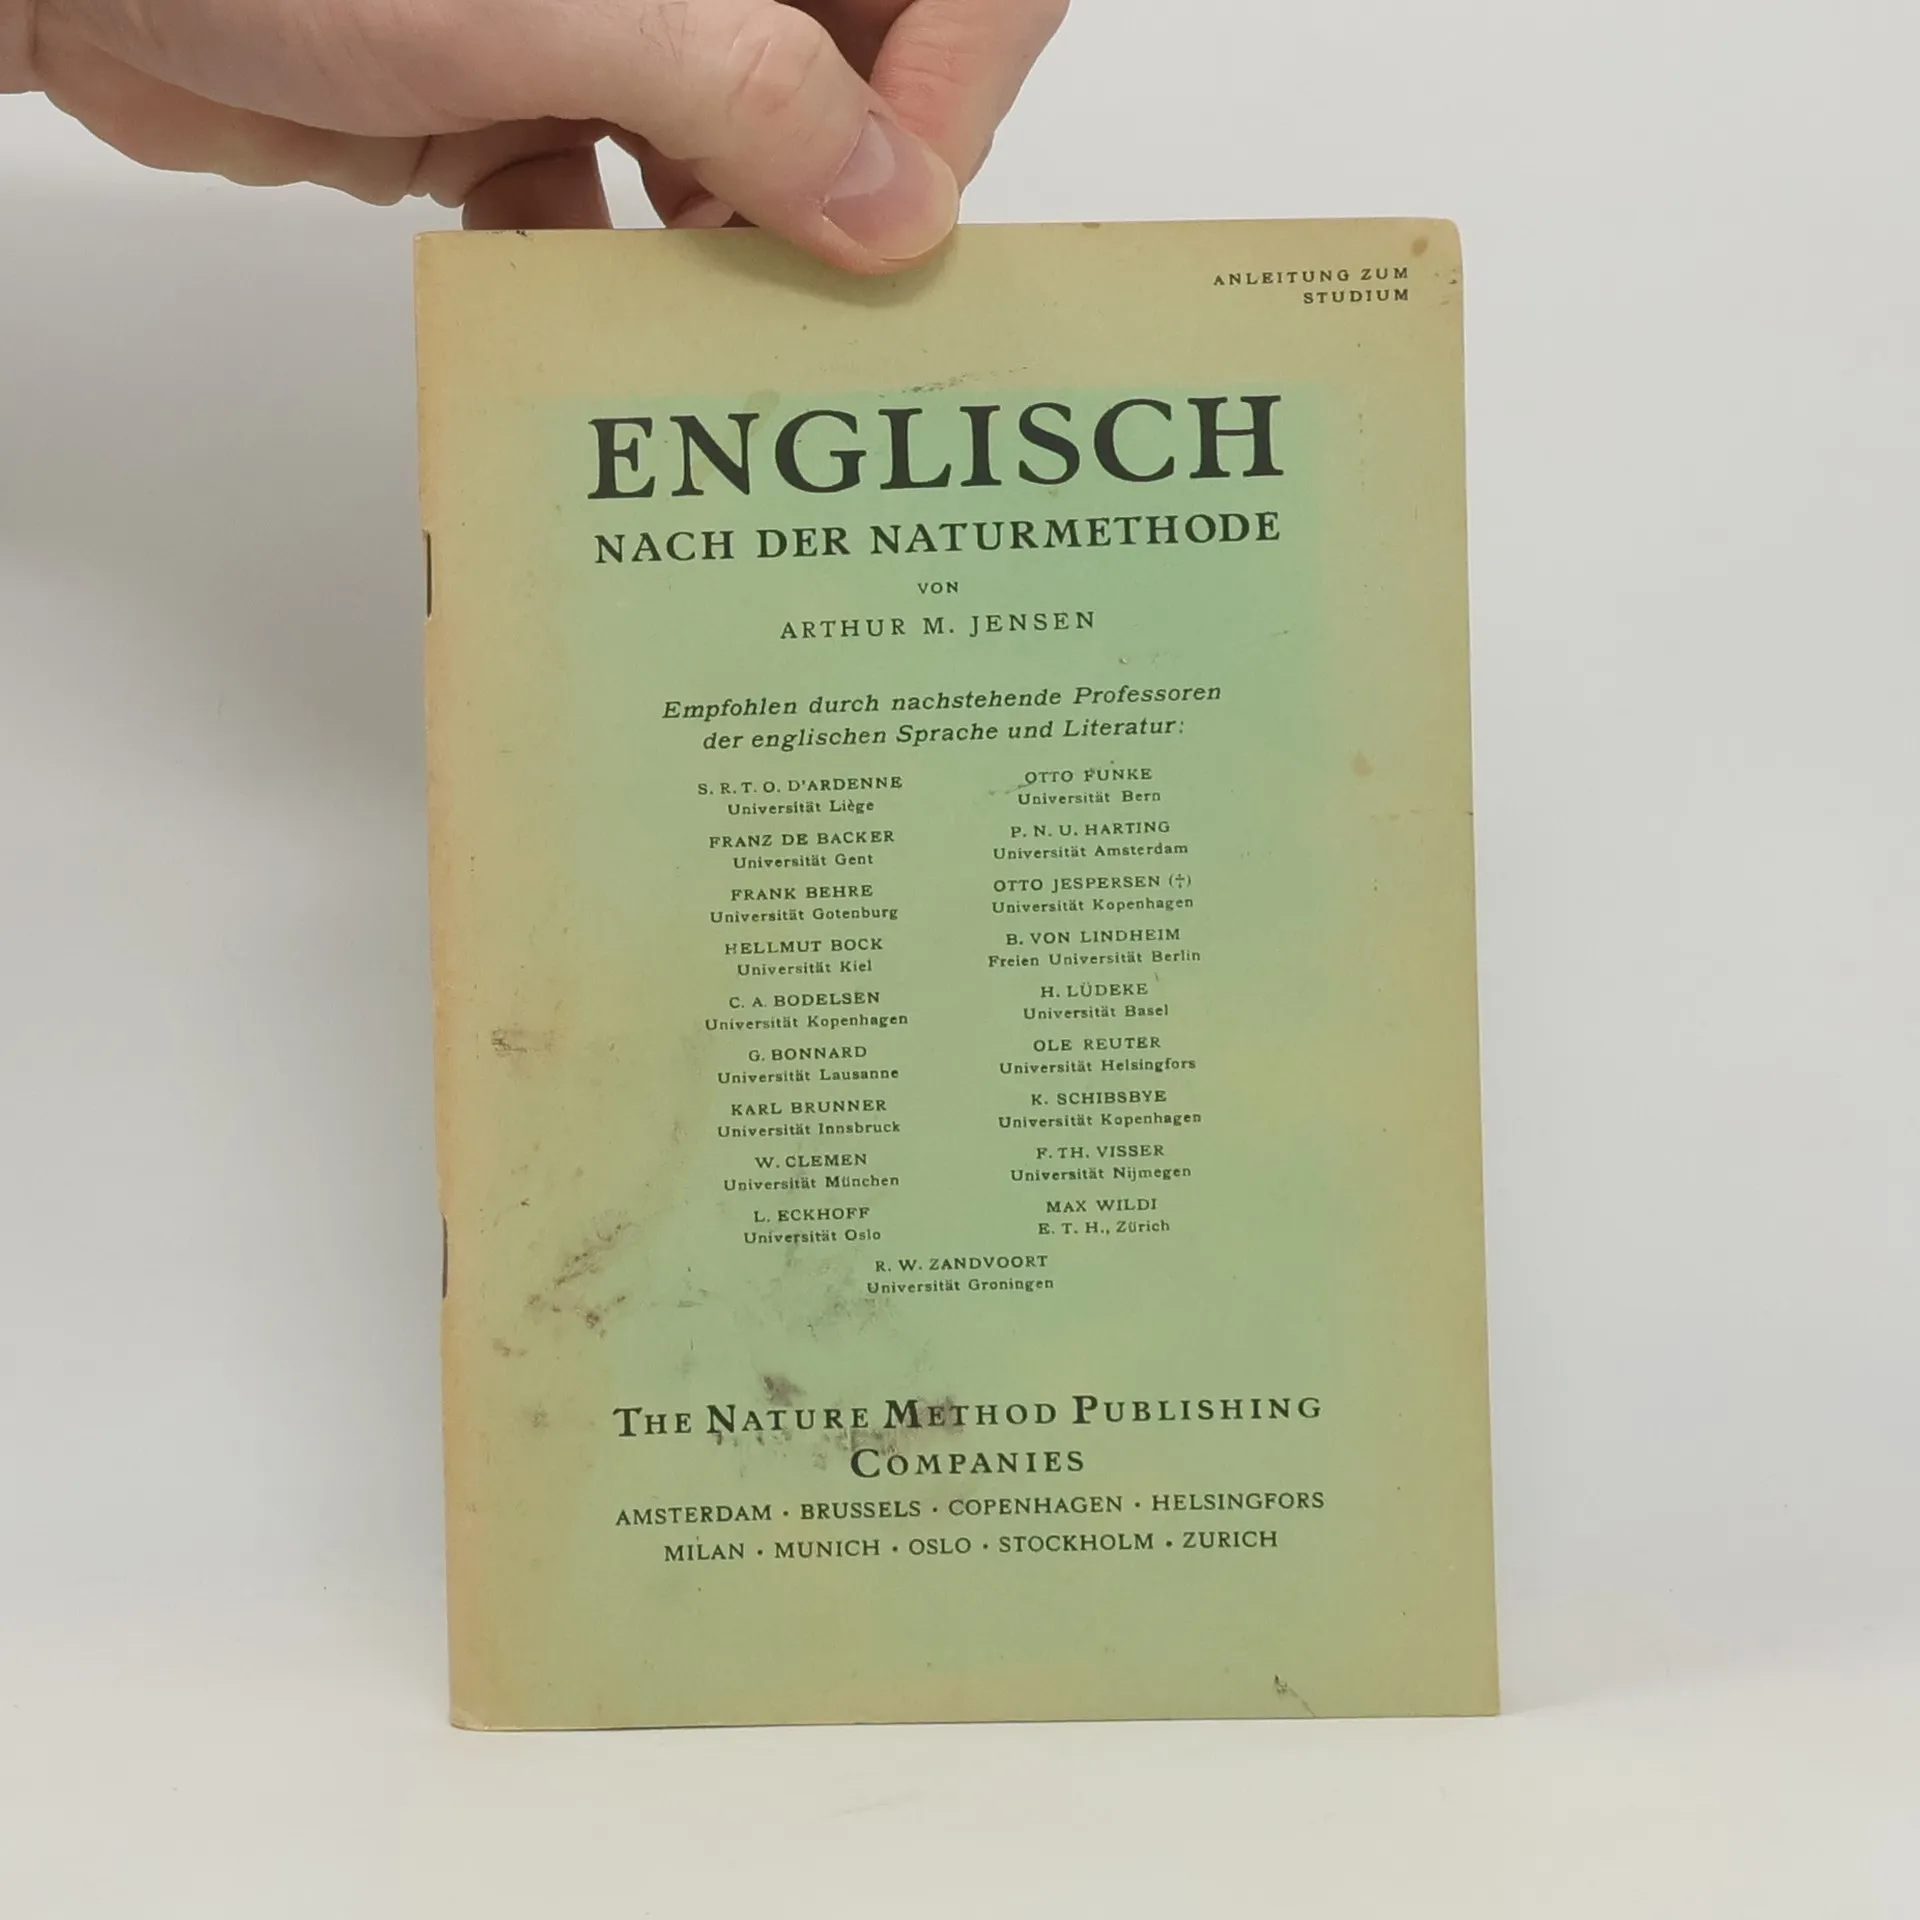 ANLEITUNG ZUM
STUDIUM
ENGLISCH
NACH DER NATURMETHODE
VON
ARTHUR M. JENSEN
Empfohlen durch nachstehende Professoren
der englischen Sprache und Literatur:
S. R. T. O. D'ARDENNE
Universität Liège
FRANZ DE BACKER
Universität Gent
FRANK BEHRE
Universität Gotenburg
HELLMUT BOCK
Universität Kiel
C. A. BODELSEN
Universität Kopenhagen
G. BONNARD
Universität Lausanne
KARL BRUNNER
Universität Innsbruck
W. CLEMEN
Universität München
L. ECKHOFF
Universität Oslo
OTTO FUNKE
Universität Bern
P. N. U. HARTING
Universität Amsterdam
OTTO JESPERSEN (†)
Universität Kopenhagen
B. VON LINDHEIM
Freien Universität Berlin
H. LÜDEKE
Universität Basel
OLE REUTER
Universität Helsingfors
K. SCHIBSBYE
Universität Kopenhagen
F. TH. VISSER
Universität Nijmegen
MAX WILDI
E. T. H., Zürich
R. W. ZANDVOORT
Universität Groningen
THE NATURE METHOD PUBLISHING
COMPANIES
AMSTERDAM · BRUSSELS · COPENHAGEN · HELSINGFORS
MILAN · MUNICH · OSLO · STOCKHOLM · ZURICH